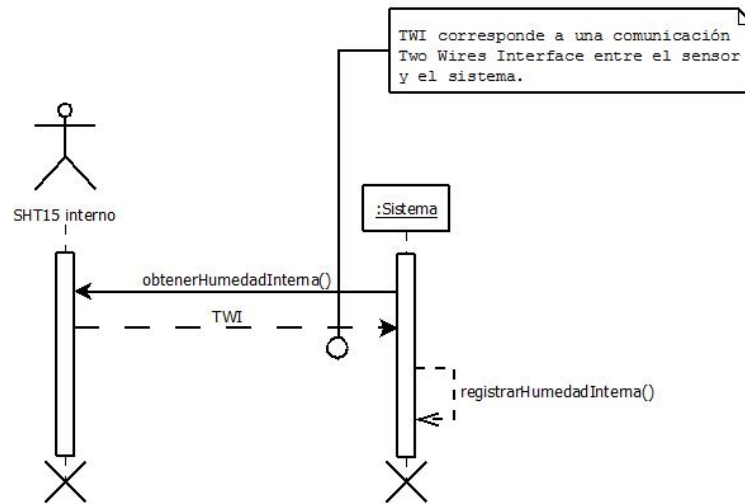 TWI corresponde a una comunicación
Two Wires Interface entre el sensor
y el sistema.
SHT15 interno
:Sistema
obtenerHumedadInterna()
TWI
registrarHumedadInterna()